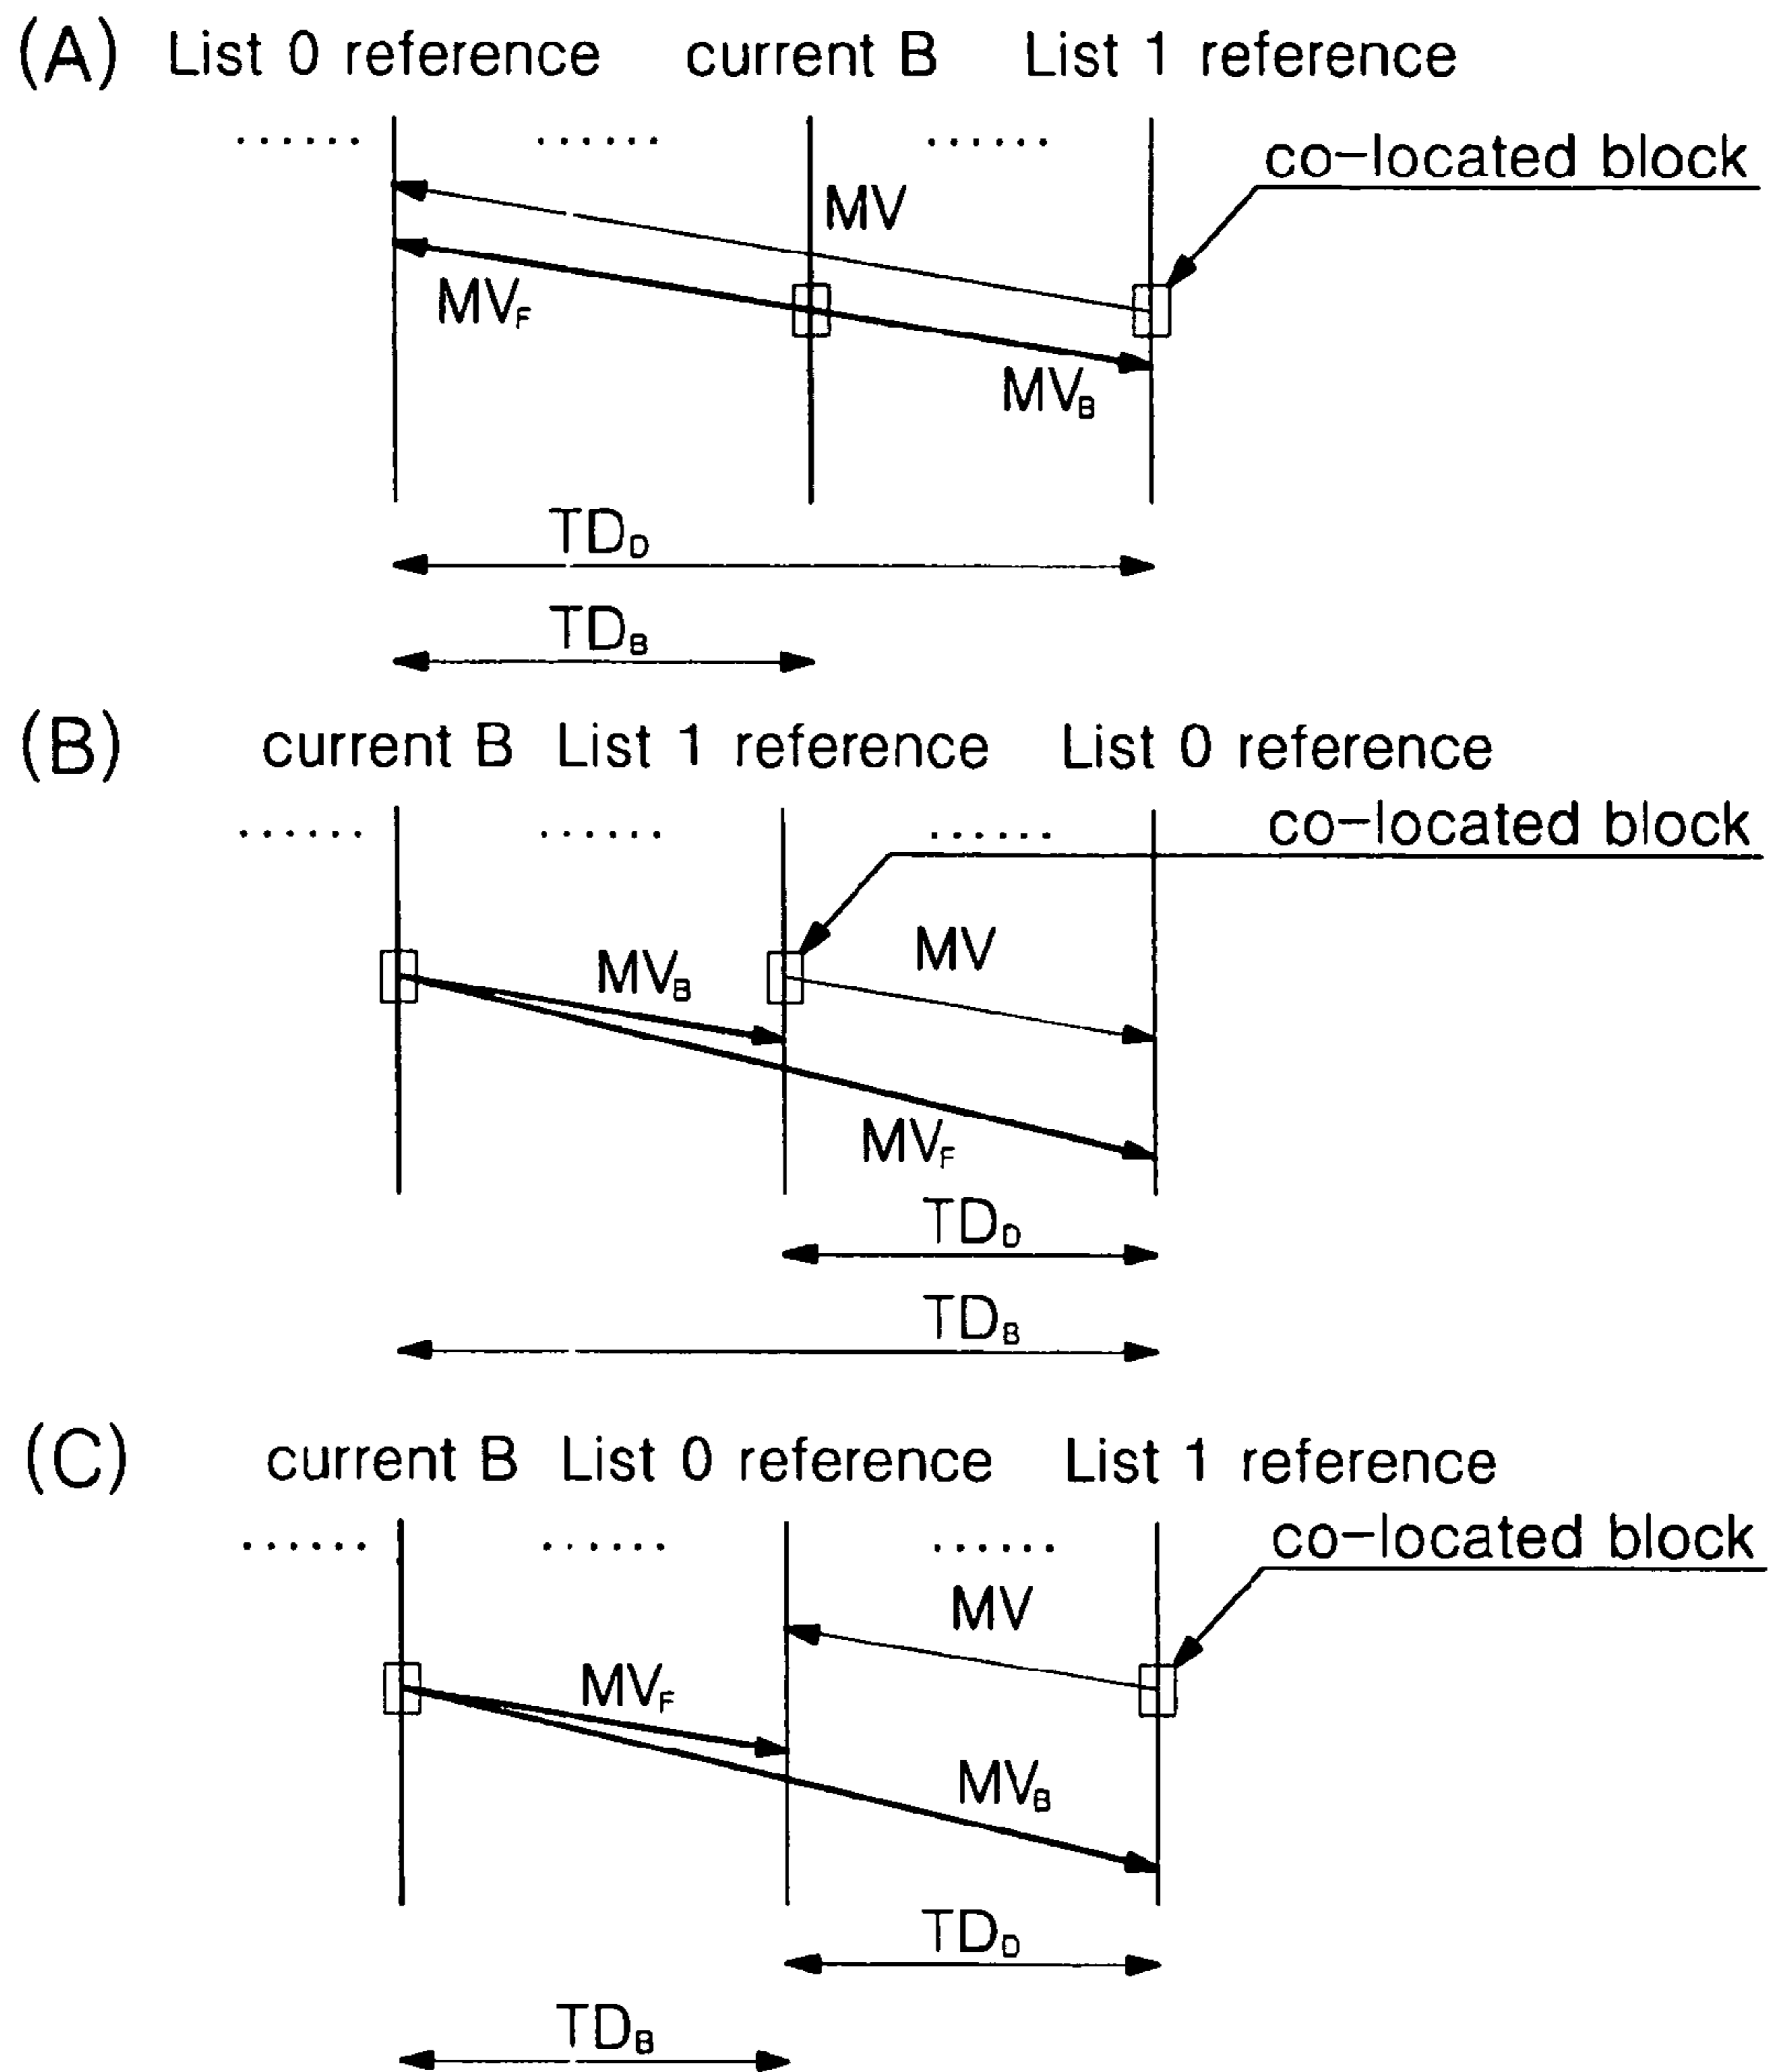 (A) List 0 reference current B List 1 reference
co-located block
MV
MVF
MVB
TDD
TDB
(B) current B List 1 reference List 0 reference
co-located block
MVB
MV
MVF
TDD
TDB
(C) current B List 0 reference List 1 reference
co-located block
MV
MVF
MVB
TDD
TDB